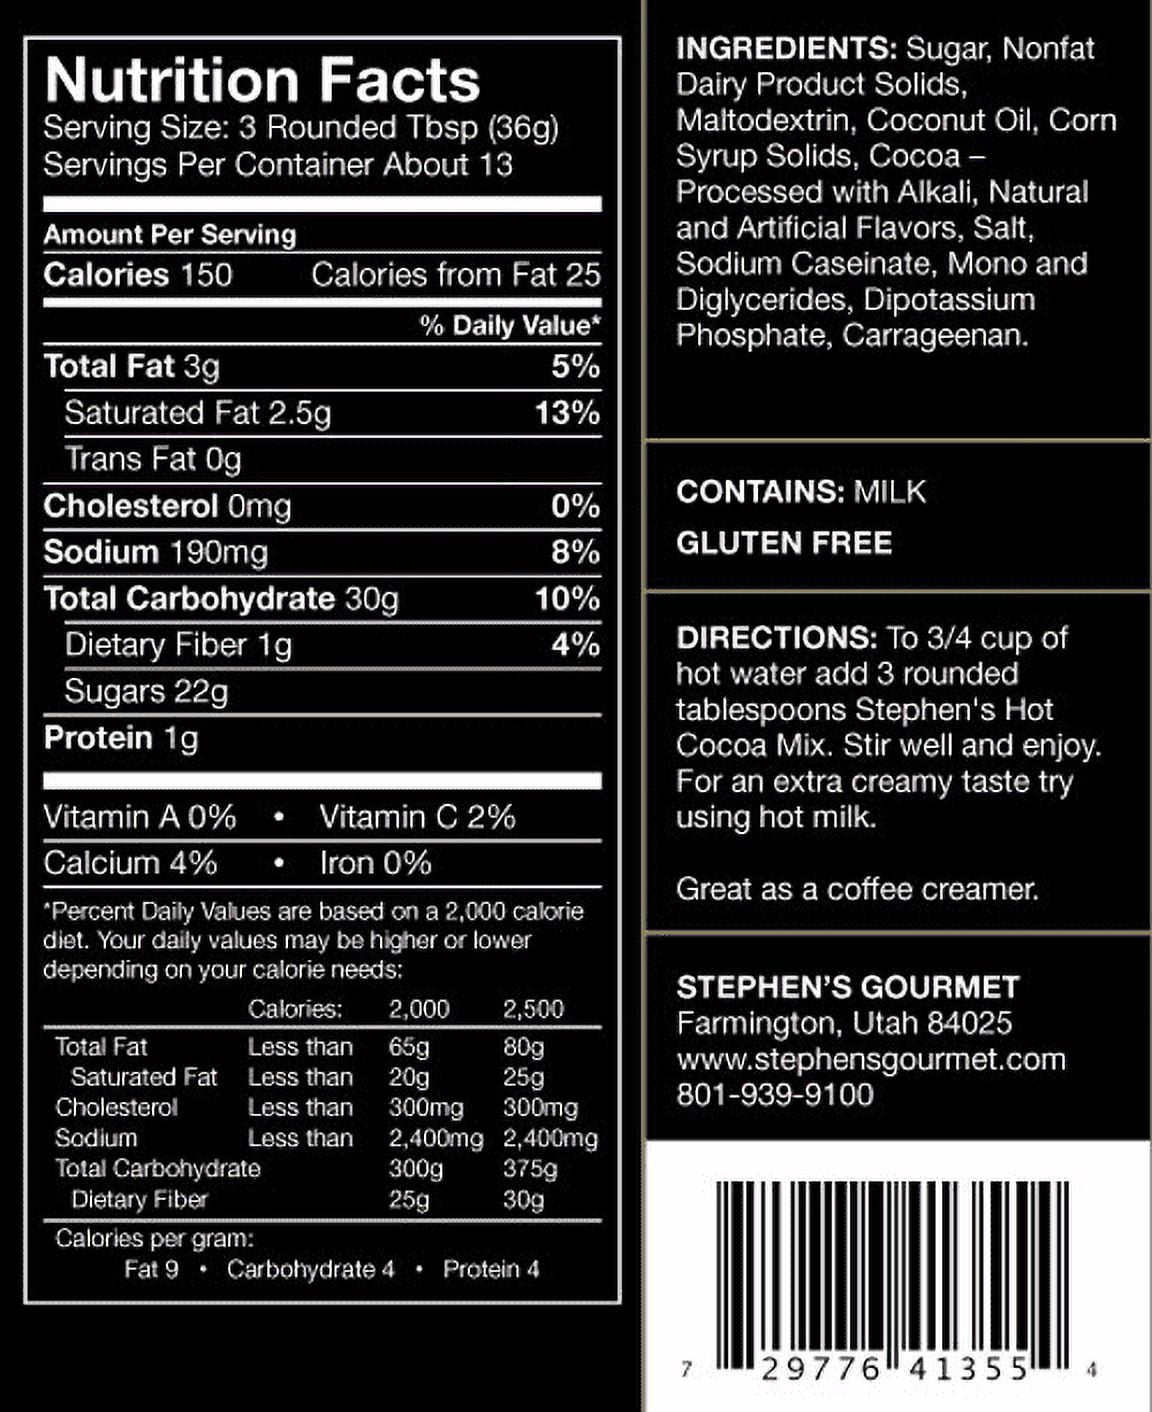 Nutrition Facts
Serving Size: 3 Rounded Tbsp (36g)
Servings Per Container About 13
Amount Per Serving
Calories 150 Calories from Fat 25
% Daily Value*
Total Fat 3g 5%
Saturated Fat 2.5g 13%
Trans Fat 0g
Cholesterol 0mg 0%
Sodium 190mg 8%
Total Carbohydrate 30g 10%
Dietary Fiber 1g 4%
Sugars 22g
Protein 1g
Vitamin A 0% • Vitamin C 2%
Calcium 4% • Iron 0%
*Percent Daily Values are based on a 2,000 calorie
diet. Your daily values may be higher or lower
depending on your calorie needs:
Calories: 2,000 2,500
Total Fat Less than 65g 80g
Saturated Fat Less than 20g 25g
Cholesterol Less than 300mg 300mg
Sodium Less than 2,400mg 2,400mg
Total Carbohydrate 300g 375g
Dietary Fiber 25g 30g
Calories per gram:
Fat 9 • Carbohydrate 4 • Protein 4
INGREDIENTS: Sugar, Nonfat
Dairy Product Solids,
Maltodextrin, Coconut Oil, Corn
Syrup Solids, Cocoa –
Processed with Alkali, Natural
and Artificial Flavors, Salt,
Sodium Caseinate, Mono and
Diglycerides, Dipotassium
Phosphate, Carrageenan.
CONTAINS: MILK
GLUTEN FREE
DIRECTIONS: To 3/4 cup of
hot water add 3 rounded
tablespoons Stephen's Hot
Cocoa Mix. Stir well and enjoy.
For an extra creamy taste try
using hot milk.
Great as a coffee creamer.
STEPHEN’S GOURMET
Farmington, Utah 84025
www.stephensgourmet.com
801-939-9100
7 29776 41355 4